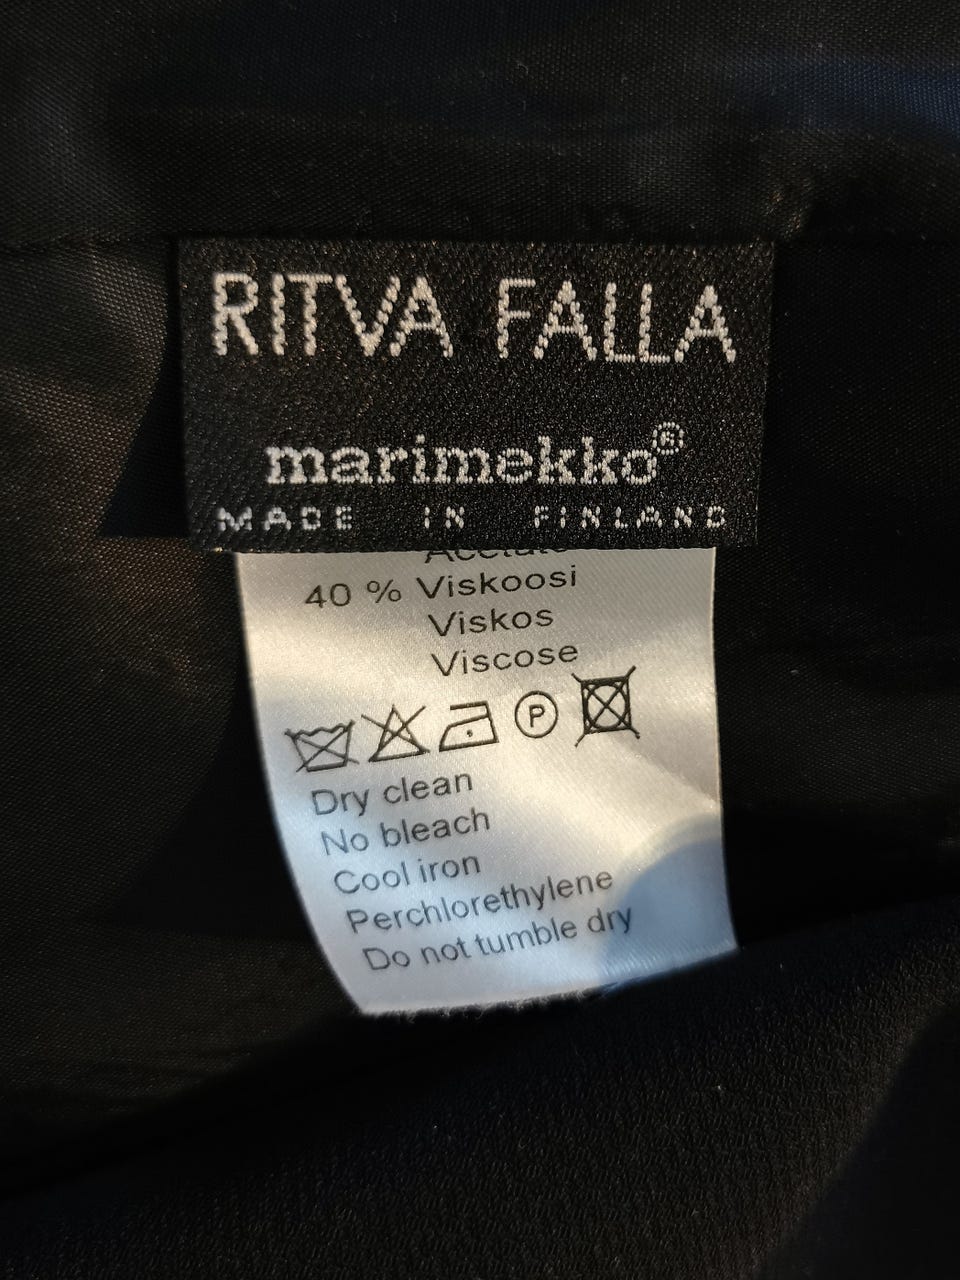 RITVA FALLA
marimekko®
MADE IN FINLAND
40 % Viskoosi
Viskos
Viscose
P
Dry clean
No bleach
Cool iron
Perchlorethylene
Do not tumble dry